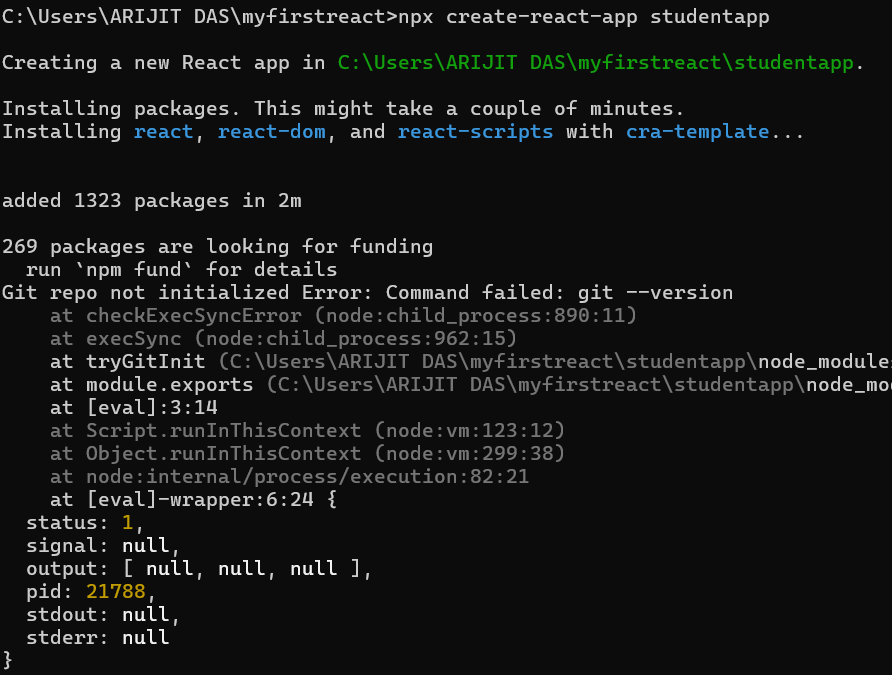 C:\Users\ARIJIT DAS\myfirstreact>npx create-react-app studentapp
Creating a new React app in C:\Users\ARIJIT DAS\myfirstreact\studentapp.
Installing packages. This might take a couple of minutes.
Installing react, react-dom, and react-scripts with cra-template...
added 1323 packages in 2m
269 packages are looking for funding
  run `npm fund` for details
Git repo not initialized Error: Command failed: git --version
    at checkExecSyncError (node:child_process:890:11)
    at execSync (node:child_process:962:15)
    at tryGitInit (C:\Users\ARIJIT DAS\myfirstreact\studentapp\node_modules
    at module.exports (C:\Users\ARIJIT DAS\myfirstreact\studentapp\node_mo
    at [eval]:3:14
    at Script.runInThisContext (node:vm:123:12)
    at Object.runInThisContext (node:vm:299:38)
    at node:internal/process/execution:82:21
    at [eval]-wrapper:6:24 {
  status: 1,
  signal: null,
  output: [ null, null, null ],
  pid: 21788,
  stdout: null,
  stderr: null
}